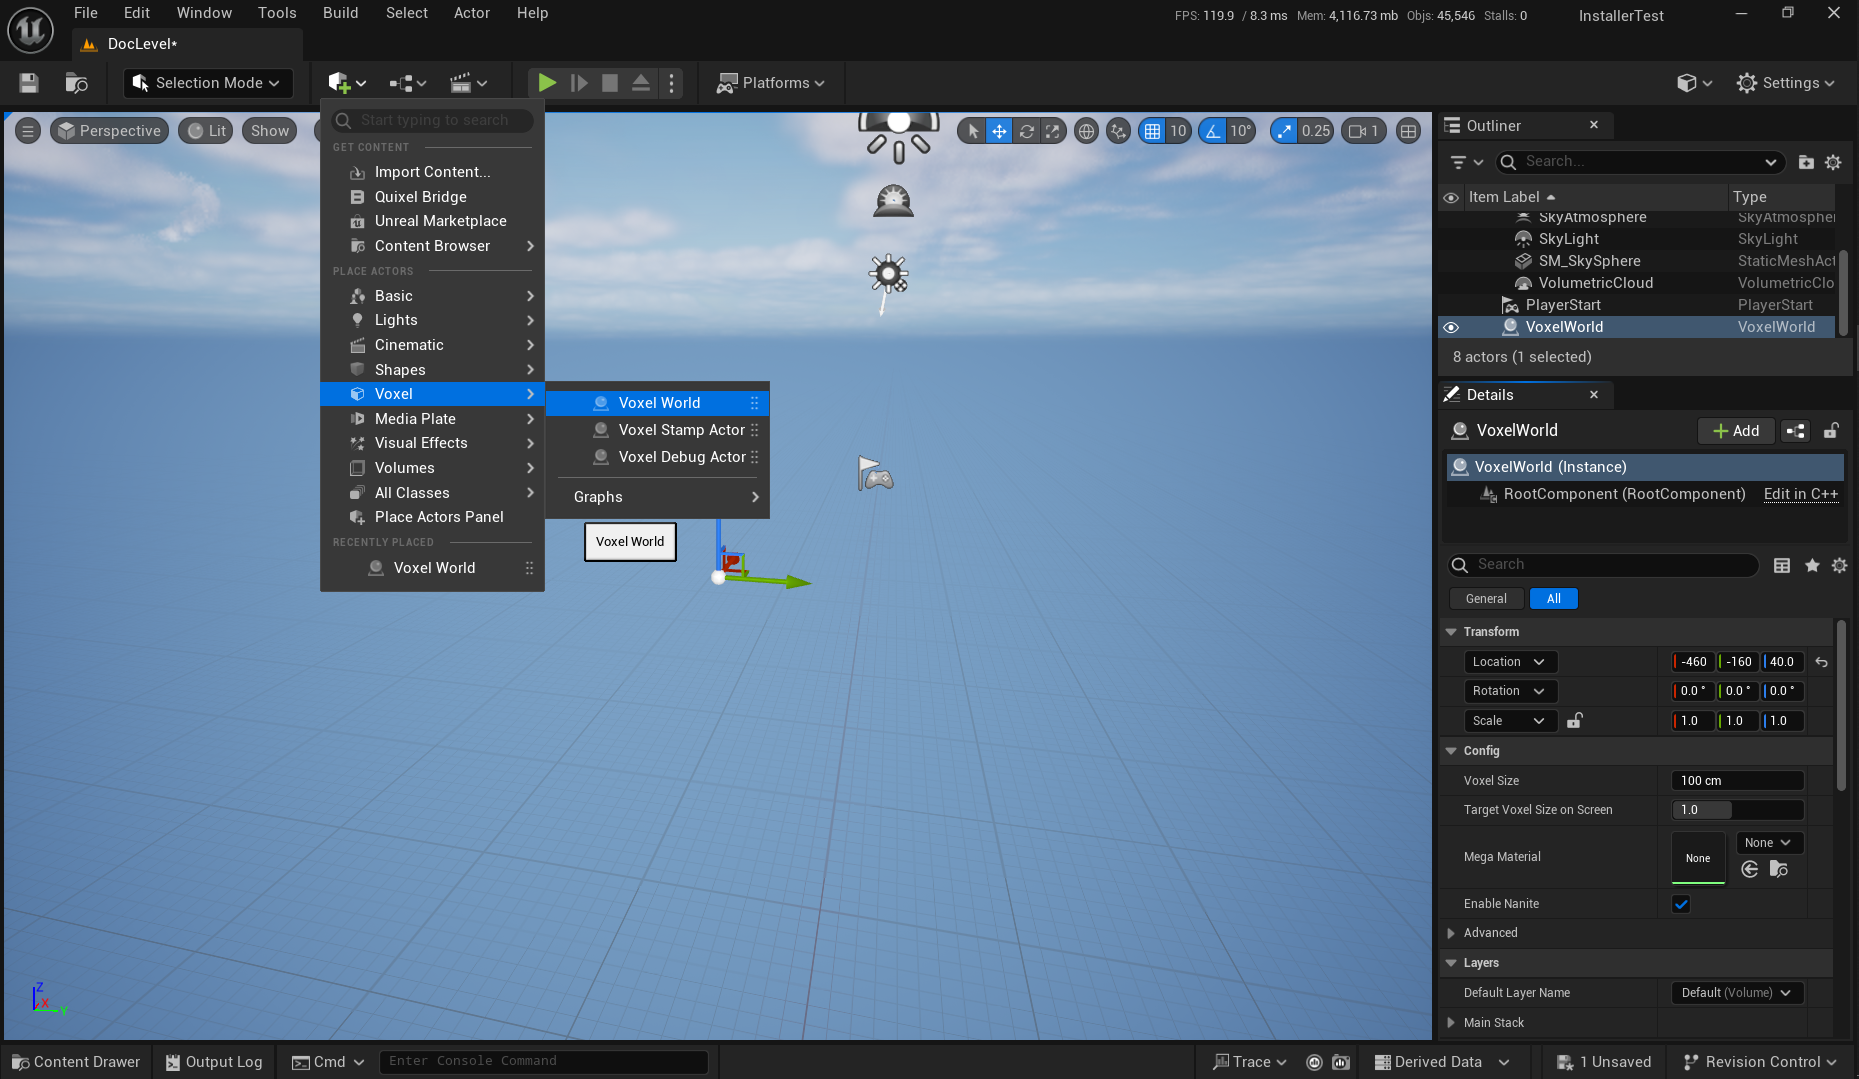 File Edit Window Tools Build Select Actor Help
FPS: 119.9 / 8.3 ms Mem: 4,116.73 mb Objs: 45,546 Stalls: 0
InstallerTest
DocLevel*
Selection Mode
Platforms
Settings
Perspective
Lit
Show
10
10°
0.25
1
Start typing to search
GET CONTENT
Import Content...
Quixel Bridge
Unreal Marketplace
Content Browser
PLACE ACTORS
Basic
Lights
Cinematic
Shapes
Voxel
Media Plate
Visual Effects
Volumes
All Classes
Place Actors Panel
RECENTLY PLACED
Voxel World
Voxel World
Voxel Stamp Actor
Voxel Debug Actor
Graphs
Voxel World
Z
X
Y
Outliner
Search...
Item Label Type
SkyAtmosphere SkyAtmospher
SkyLight SkyLight
SM_SkySphere StaticMeshAct
VolumetricCloud VolumetricClo
PlayerStart PlayerStart
VoxelWorld VoxelWorld
8 actors (1 selected)
Details
VoxelWorld
Add
VoxelWorld (Instance)
RootComponent (RootComponent) Edit in C++
Search
General All
Transform
Location -460 -160 40.0
Rotation 0.0 ° 0.0 ° 0.0 °
Scale 1.0 1.0 1.0
Config
Voxel Size 100 cm
Target Voxel Size on Screen 1.0
Mega Material None None
Enable Nanite
Advanced
Layers
Default Layer Name Default (Volume)
Main Stack
Content Drawer Output Log Cmd Enter Console Command Trace Derived Data 1 Unsaved Revision Control